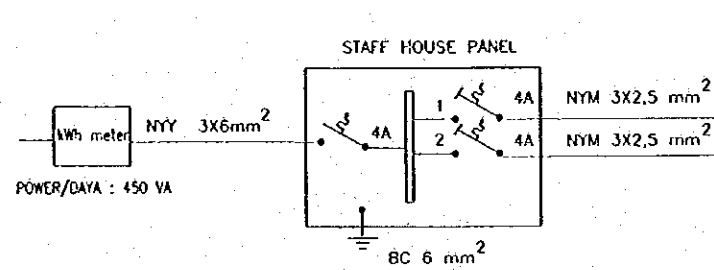 STAFF HOUSE PANEL
kWh meter
NYY 3X6mm²
4A
1
4A
NYM 3X2,5 mm²
2
4A
NYM 3X2,5 mm²
POWER/DAYA : 450 VA
BC 6 mm²